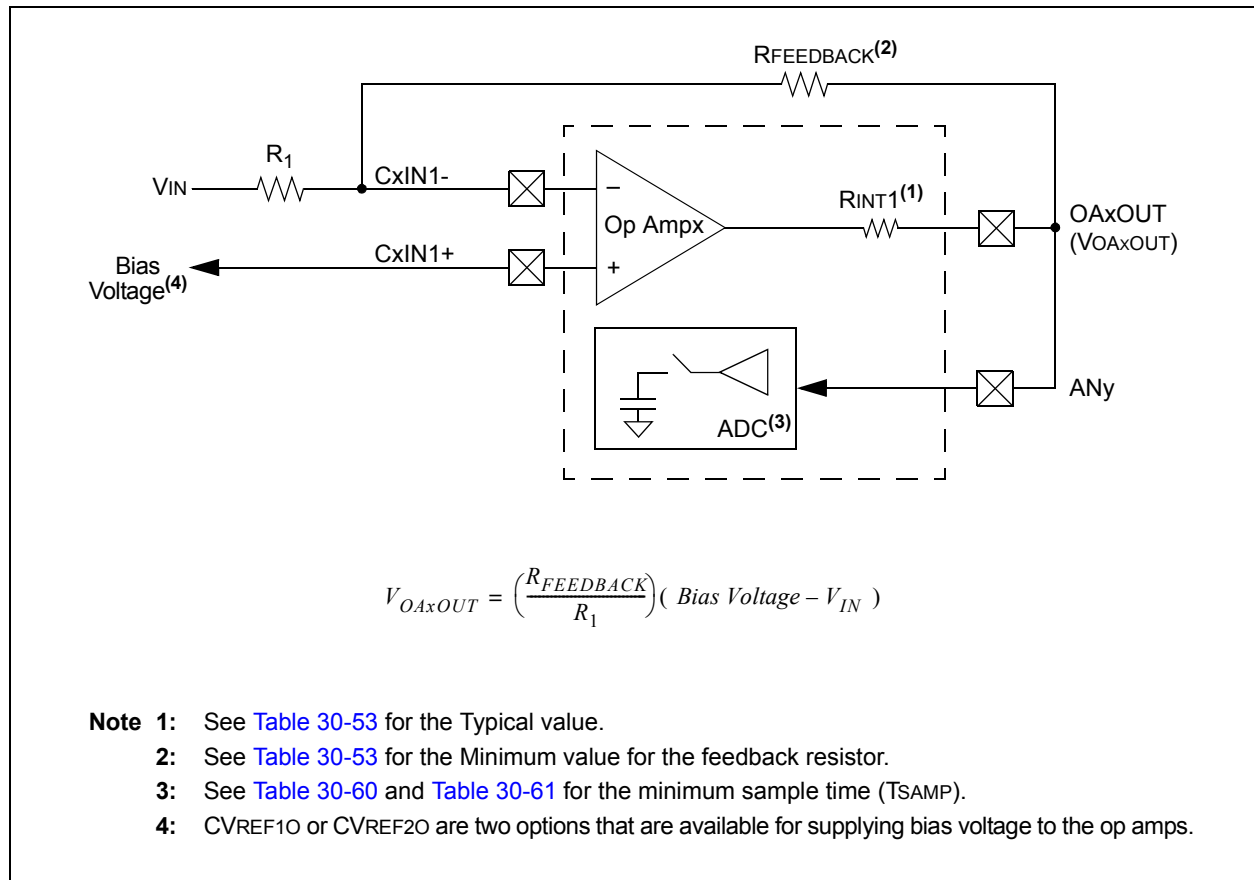 RFEEDBACK(2)
R1
VIN
CxIN1-
–
Op Ampx
RINT1(1)
OAxOUT
(VOAxOUT)
CxIN1+
+
Bias
Voltage(4)
ADC(3)
ANy
VOAxOUT = (RFEEDBACK / R1) ( Bias Voltage – VIN )
Note 1: See Table 30-53 for the Typical value.
2: See Table 30-53 for the Minimum value for the feedback resistor.
3: See Table 30-60 and Table 30-61 for the minimum sample time (TSAMP).
4: CVREF1O or CVREF2O are two options that are available for supplying bias voltage to the op amps.